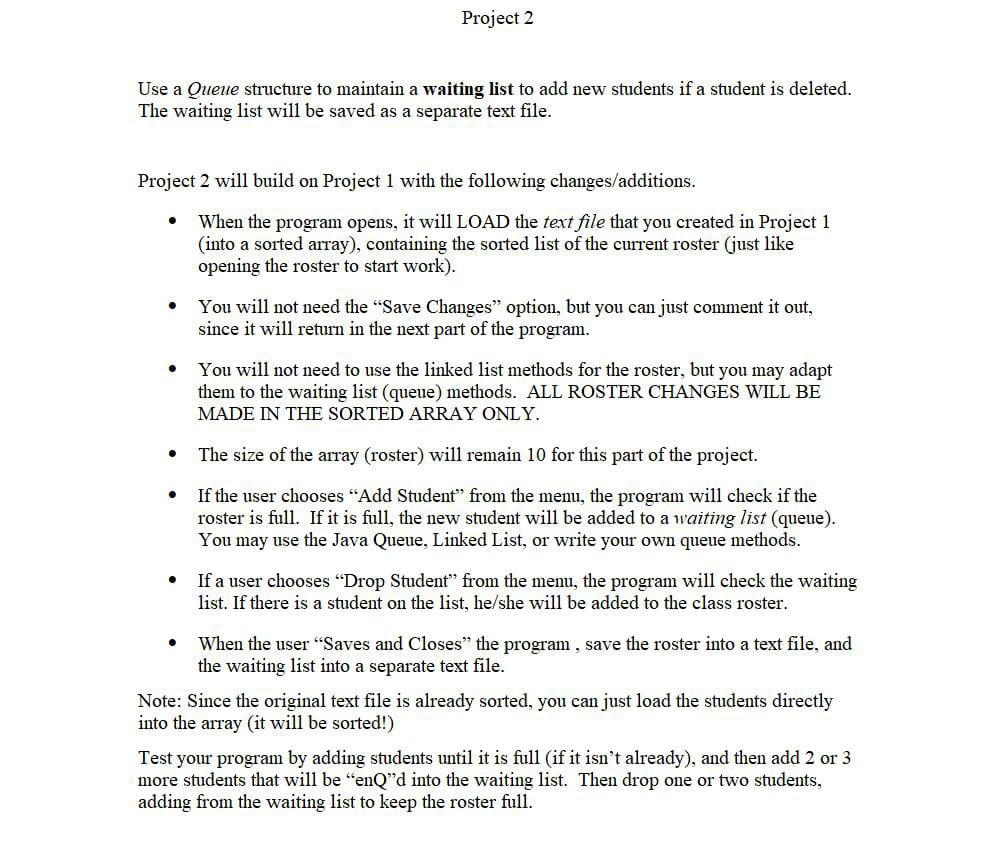 Project 2
Use a Queue structure to maintain a waiting list to add new students if a student is deleted.
The waiting list will be saved as a separate text file.
Project 2 will build on Project 1 with the following changes/additions.
• When the program opens, it will LOAD the text file that you created in Project 1
(into a sorted array), containing the sorted list of the current roster (just like
opening the roster to start work).
• You will not need the “Save Changes” option, but you can just comment it out,
since it will return in the next part of the program.
• You will not need to use the linked list methods for the roster, but you may adapt
them to the waiting list (queue) methods.  ALL ROSTER CHANGES WILL BE
MADE IN THE SORTED ARRAY ONLY.
• The size of the array (roster) will remain 10 for this part of the project.
• If the user chooses “Add Student” from the menu, the program will check if the
roster is full.  If it is full, the new student will be added to a waiting list (queue).
You may use the Java Queue, Linked List, or write your own queue methods.
• If a user chooses “Drop Student” from the menu, the program will check the waiting
list. If there is a student on the list, he/she will be added to the class roster.
• When the user “Saves and Closes” the program , save the roster into a text file, and
the waiting list into a separate text file.
Note: Since the original text file is already sorted, you can just load the students directly
into the array (it will be sorted!)
Test your program by adding students until it is full (if it isn’t already), and then add 2 or 3
more students that will be “enQ”d into the waiting list.  Then drop one or two students,
adding from the waiting list to keep the roster full.